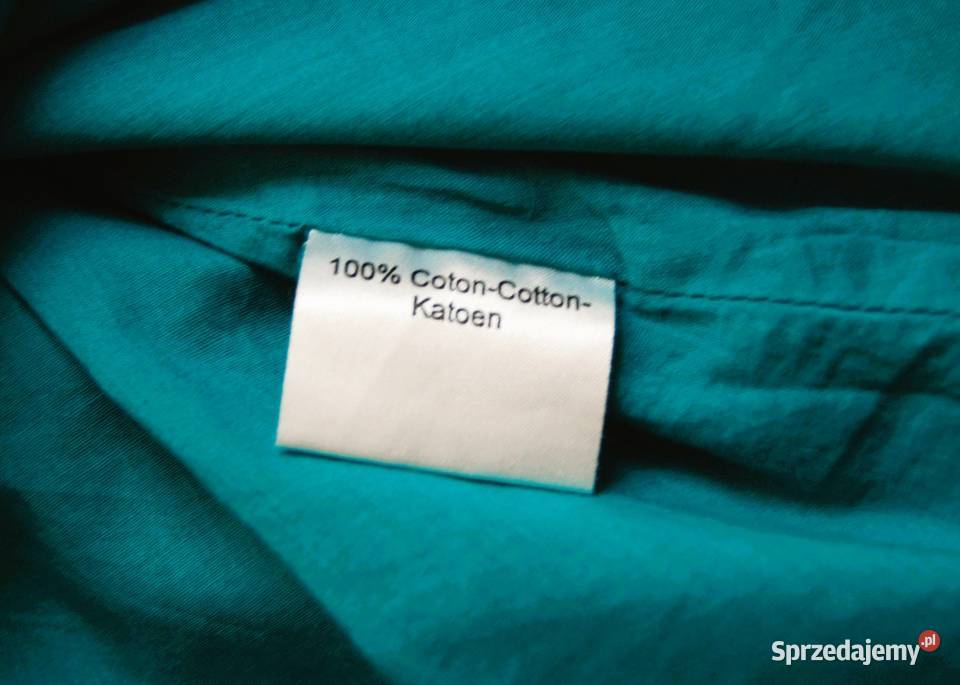 100% Coton-Cotton-
Katoen
Sprzedajemy.pl